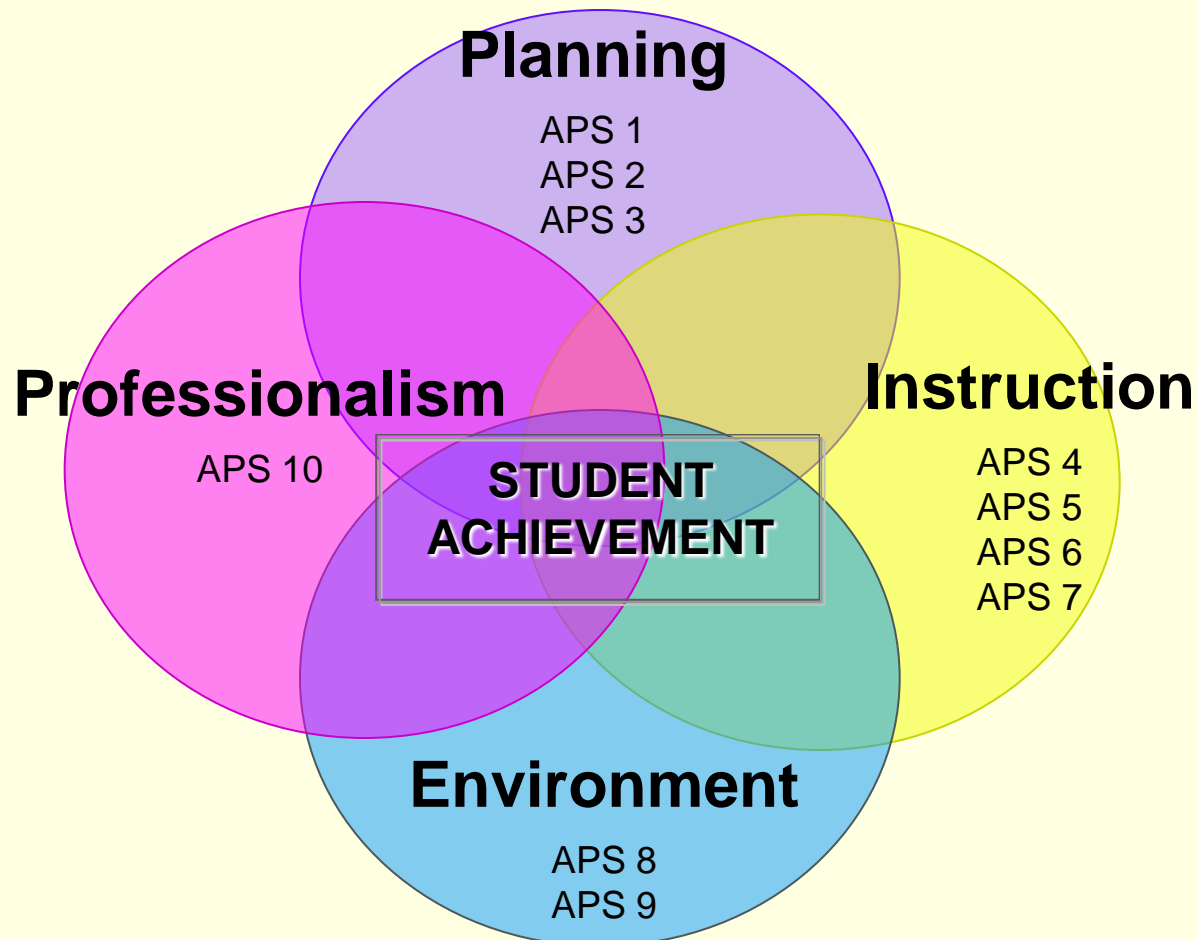 Planning
APS 1
APS 2
APS 3
Professionalism
APS 10
Instruction
APS 4
APS 5
APS 6
APS 7
STUDENT
ACHIEVEMENT
Environment
APS 8
APS 9